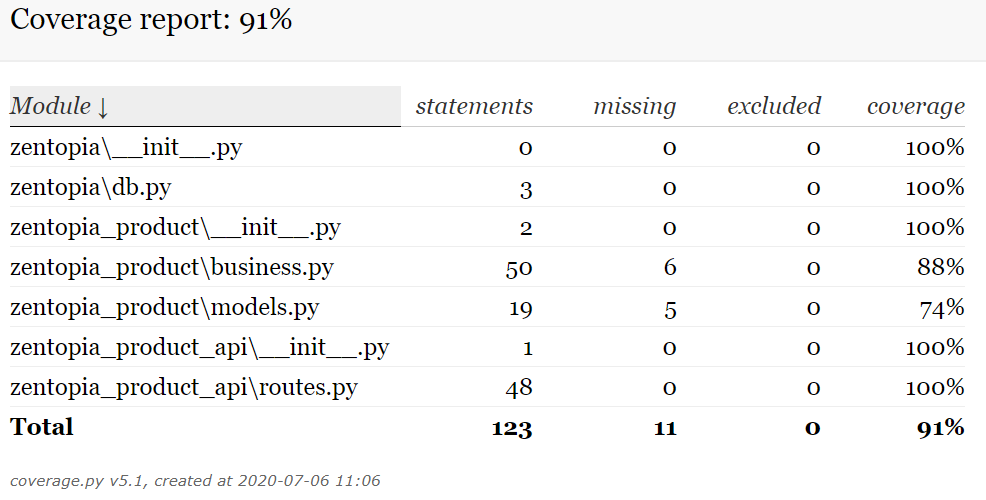 Coverage report: 91%
Module ↓ statements missing excluded coverage
zentopia\__init__.py 0 0 0 100%
zentopia\db.py 3 0 0 100%
zentopia_product\__init__.py 2 0 0 100%
zentopia_product\business.py 50 6 0 88%
zentopia_product\models.py 19 5 0 74%
zentopia_product_api\__init__.py 1 0 0 100%
zentopia_product_api\routes.py 48 0 0 100%
Total 123 11 0 91%
coverage.py v5.1, created at 2020-07-06 11:06